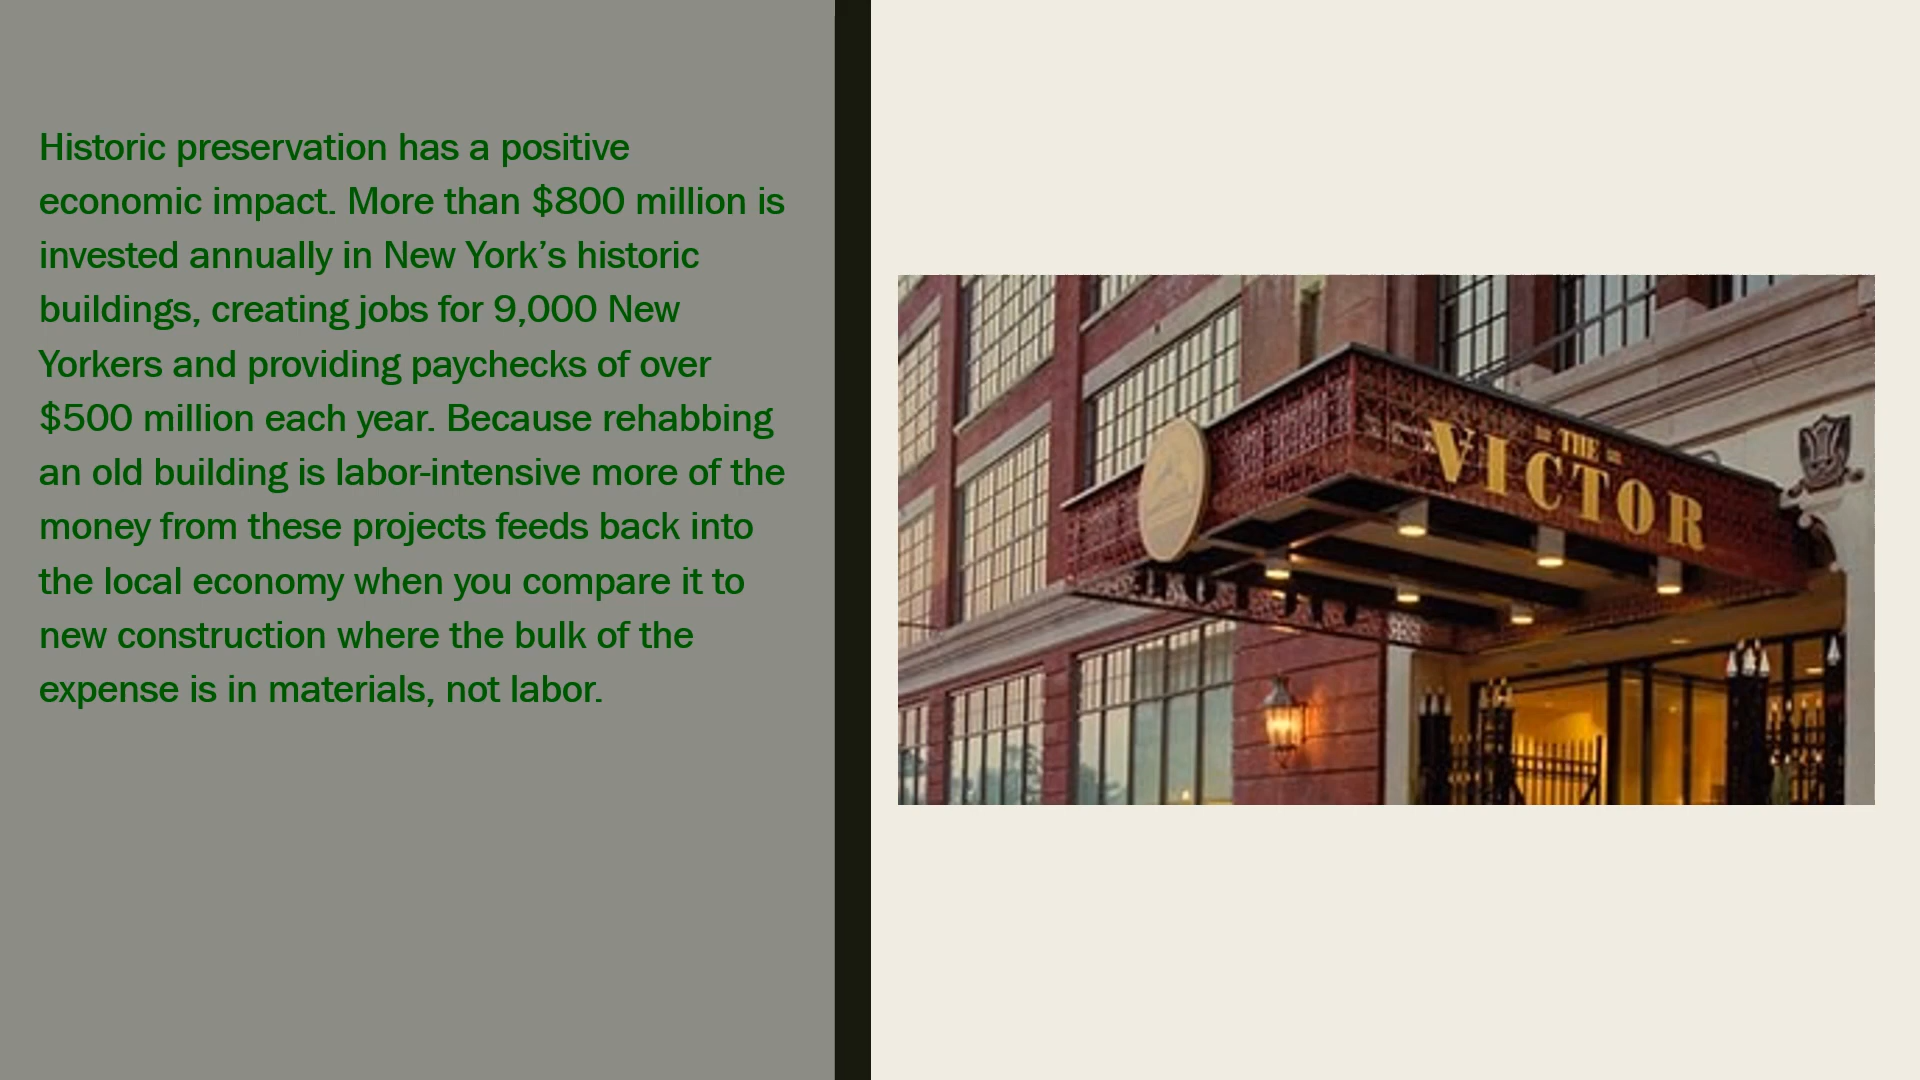 Historic preservation has a positive
economic impact. More than $800 million is
invested annually in New York’s historic
buildings, creating jobs for 9,000 New
Yorkers and providing paychecks of over
$500 million each year. Because rehabbing
an old building is labor-intensive more of the
money from these projects feeds back into
the local economy when you compare it to
new construction where the bulk of the
expense is in materials, not labor.
THE
VICTOR